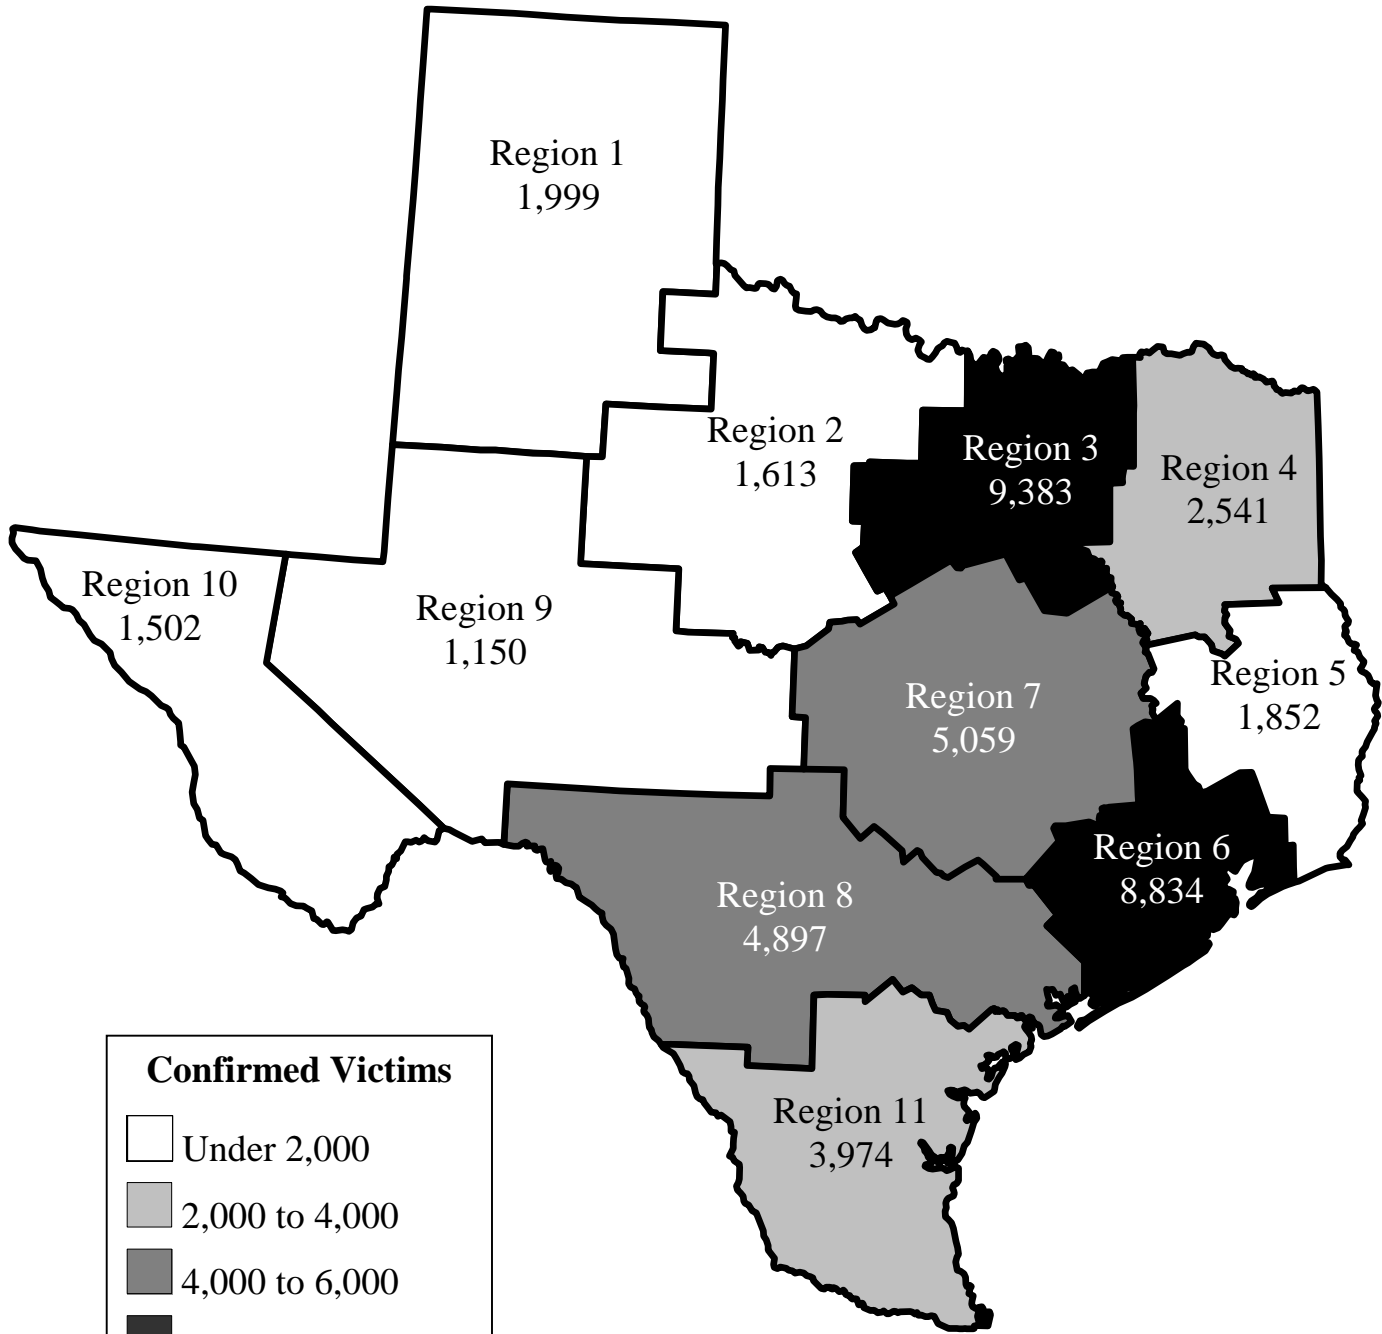 Region 1
1,999
Region 2
1,613
Region 3
9,383
Region 4
2,541
Region 10
1,502
Region 9
1,150
Region 5
1,852
Region 7
5,059
Region 6
8,834
Region 8
4,897
Region 11
3,974
Confirmed Victims
Under 2,000
2,000 to 4,000
4,000 to 6,000